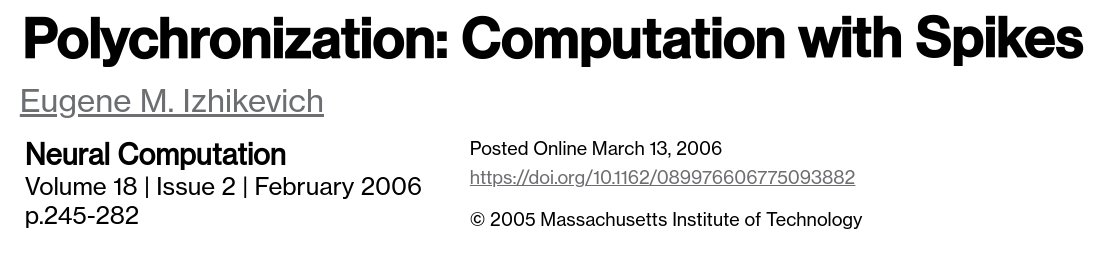 Polychronization: Computation with Spikes
Eugene M. Izhikevich
Neural Computation
Volume 18 | Issue 2 | February 2006
p.245-282
Posted Online March 13, 2006
https://doi.org/10.1162/089976606775093882
© 2005 Massachusetts Institute of Technology